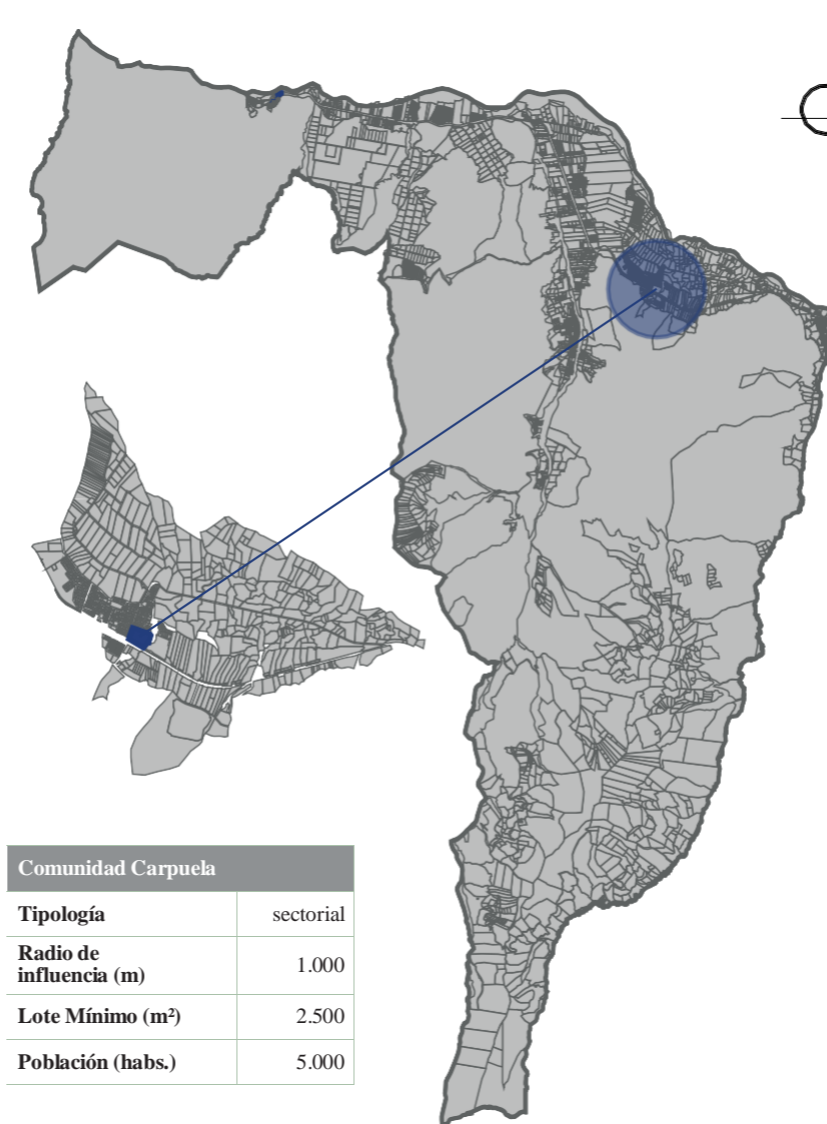 Comunidad Carpuela
Tipología sectorial
Radio de
influencia (m) 1.000
Lote Mínimo (m²) 2.500
Población (habs.) 5.000